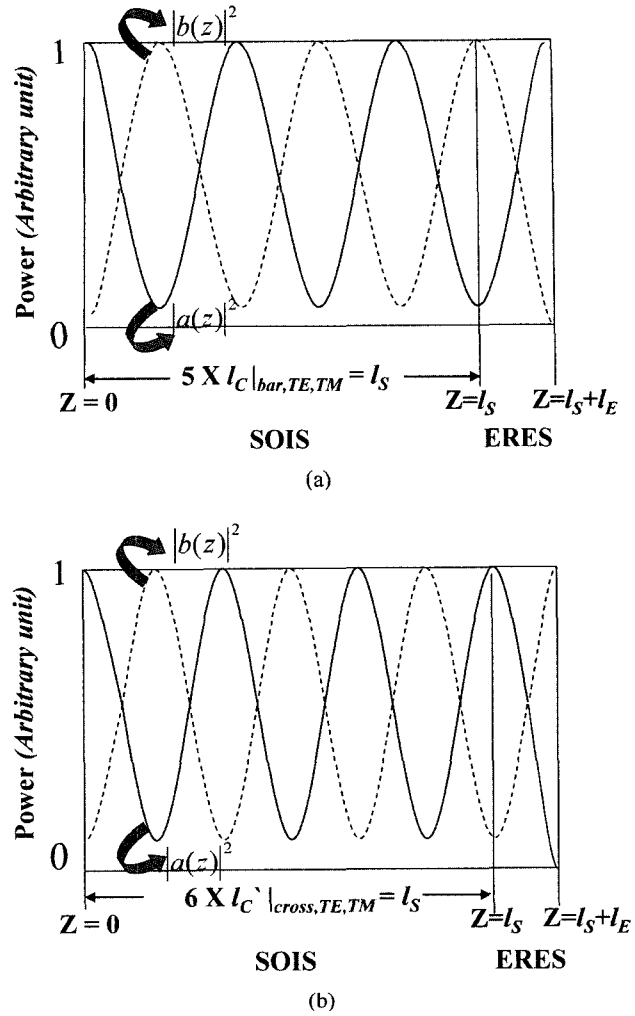 |b(z)|²
1
Power (Arbitrary unit)
0
|a(z)|²
5 X l_C|_{bar,TE,TM} = l_S
Z = 0
Z=l_S
Z=l_S+l_E
SOIS
ERES
(a)
|b(z)|²
1
Power (Arbitrary unit)
0
|a(z)|²
6 X l_C`|_{cross,TE,TM} = l_S
Z = 0
Z=l_S
Z=l_S+l_E
SOIS
ERES
(b)